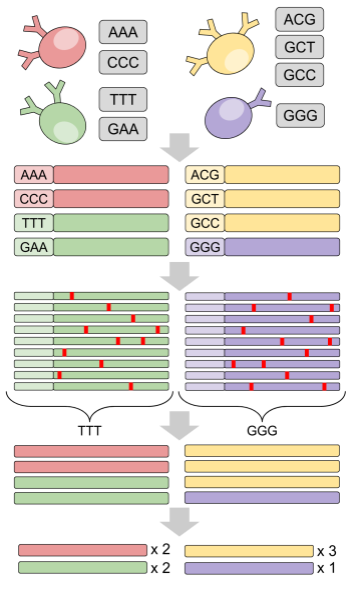 AAA
CCC
TTT
GAA
ACG
GCT
GCC
GGG
AAA
CCC
TTT
GAA
ACG
GCT
GCC
GGG
TTT
GGG
x 2
x 2
x 3
x 1